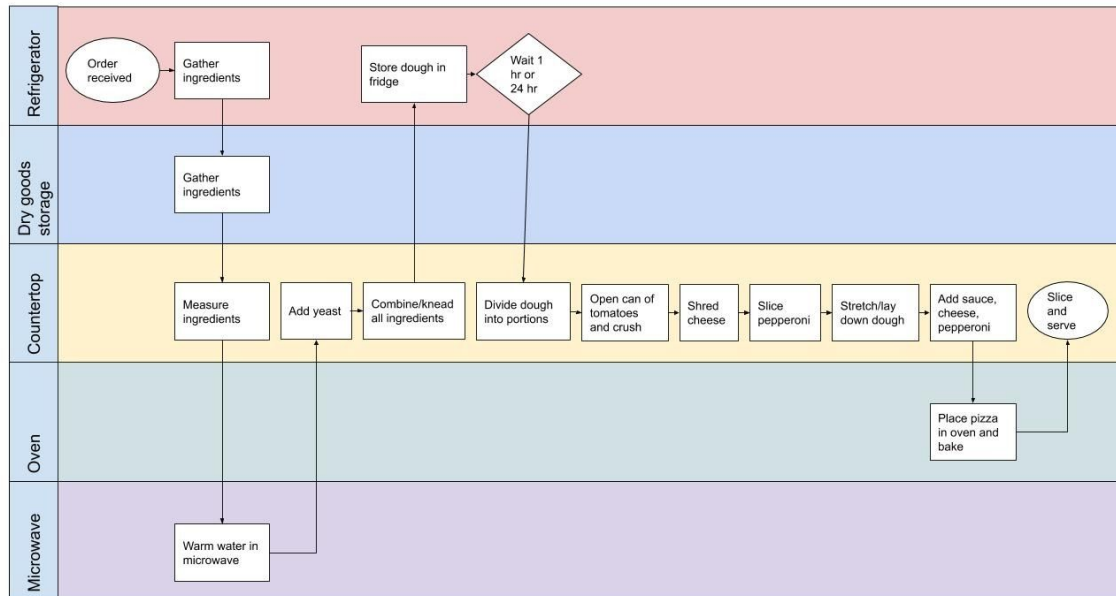 Refrigerator
Order
received
Gather
ingredients
Store dough in
fridge
Wait 1
hr or
24 hr
Dry goods
storage
Gather
ingredients
Countertop
Measure
ingredients
Add yeast
Combine/knead
all ingredients
Divide dough
into portions
Open can of
tomatoes
and crush
Shred
cheese
Slice
pepperoni
Stretch/lay
down dough
Add sauce,
cheese,
pepperoni
Slice
and
serve
Oven
Place pizza
in oven and
bake
Microwave
Warm water in
microwave